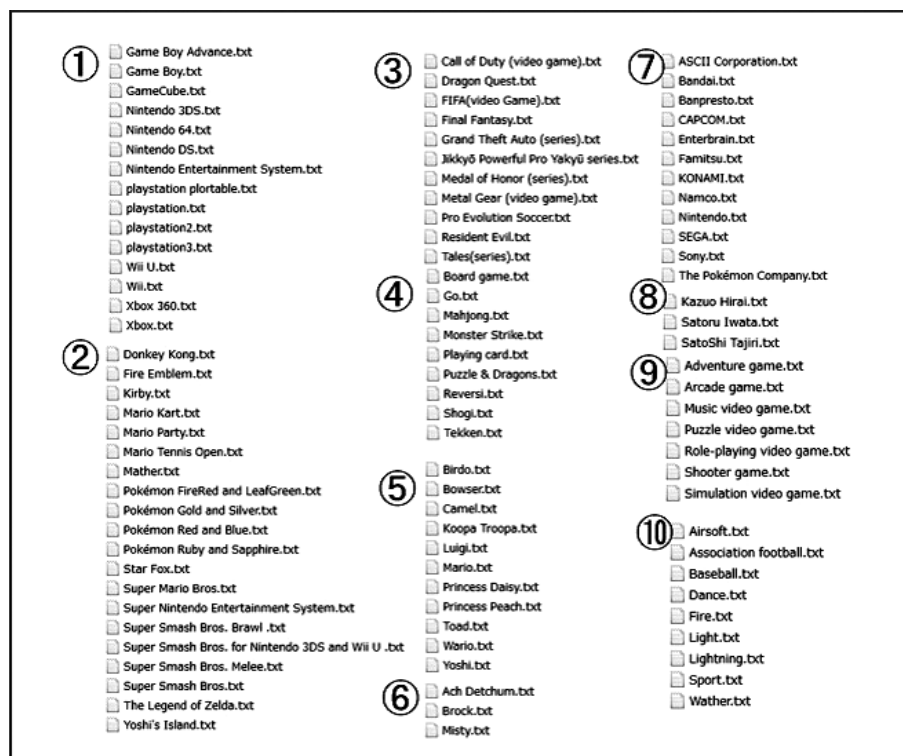 ①
Game Boy Advance.txt
Game Boy.txt
GameCube.txt
Nintendo 3DS.txt
Nintendo 64.txt
Nintendo DS.txt
Nintendo Entertainment System.txt
playstation plortable.txt
playstation.txt
playstation2.txt
playstation3.txt
Wii U.txt
Wii.txt
Xbox 360.txt
Xbox.txt
②
Donkey Kong.txt
Fire Emblem.txt
Kirby.txt
Mario Kart.txt
Mario Party.txt
Mario Tennis Open.txt
Mather.txt
Pokémon FireRed and LeafGreen.txt
Pokémon Gold and Silver.txt
Pokémon Red and Blue.txt
Pokémon Ruby and Sapphire.txt
Star Fox.txt
Super Mario Bros.txt
Super Nintendo Entertainment System.txt
Super Smash Bros. Brawl .txt
Super Smash Bros. for Nintendo 3DS and Wii U .txt
Super Smash Bros. Melee.txt
Super Smash Bros.txt
The Legend of Zelda.txt
Yoshi's Island.txt
③
Call of Duty (video game).txt
Dragon Quest.txt
FIFA(video Game).txt
Final Fantasy.txt
Grand Theft Auto (series).txt
Jikkyō Powerful Pro Yakyū series.txt
Medal of Honor (series).txt
Metal Gear (video game).txt
Pro Evolution Soccer.txt
Resident Evil.txt
Tales(series).txt
④
Board game.txt
Go.txt
Mahjong.txt
Monster Strike.txt
Playing card.txt
Puzzle & Dragons.txt
Reversi.txt
Shogi.txt
Tekken.txt
⑤
Birdo.txt
Bowser.txt
Camel.txt
Koopa Troopa.txt
Luigi.txt
Mario.txt
Princess Daisy.txt
Princess Peach.txt
Toad.txt
Wario.txt
Yoshi.txt
⑥
Ach Detchum.txt
Brock.txt
Misty.txt
⑦
ASCII Corporation.txt
Bandai.txt
Banpresto.txt
CAPCOM.txt
Enterbrain.txt
Famitsu.txt
KONAMI.txt
Namco.txt
Nintendo.txt
SEGA.txt
Sony.txt
The Pokémon Company.txt
⑧
Kazuo Hirai.txt
Satoru Iwata.txt
SatoShi Tajiri.txt
⑨
Adventure game.txt
Arcade game.txt
Music video game.txt
Puzzle video game.txt
Role-playing video game.txt
Shooter game.txt
Simulation video game.txt
⑩
Airsoft.txt
Association football.txt
Baseball.txt
Dance.txt
Fire.txt
Light.txt
Lightning.txt
Sport.txt
Wather.txt